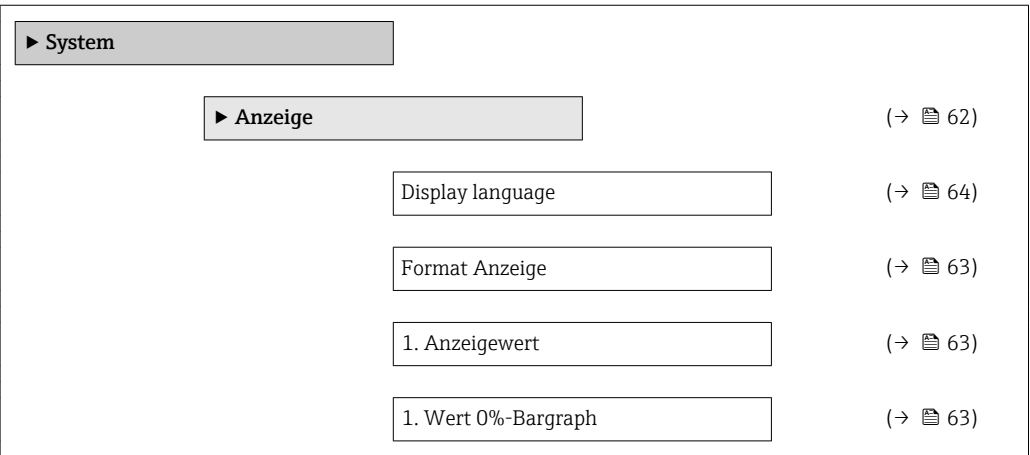 ▶ System
▶ Anzeige (→ 🖹 62)
Display language (→ 🖹 64)
Format Anzeige (→ 🖹 63)
1. Anzeigewert (→ 🖹 63)
1. Wert 0%-Bargraph (→ 🖹 63)